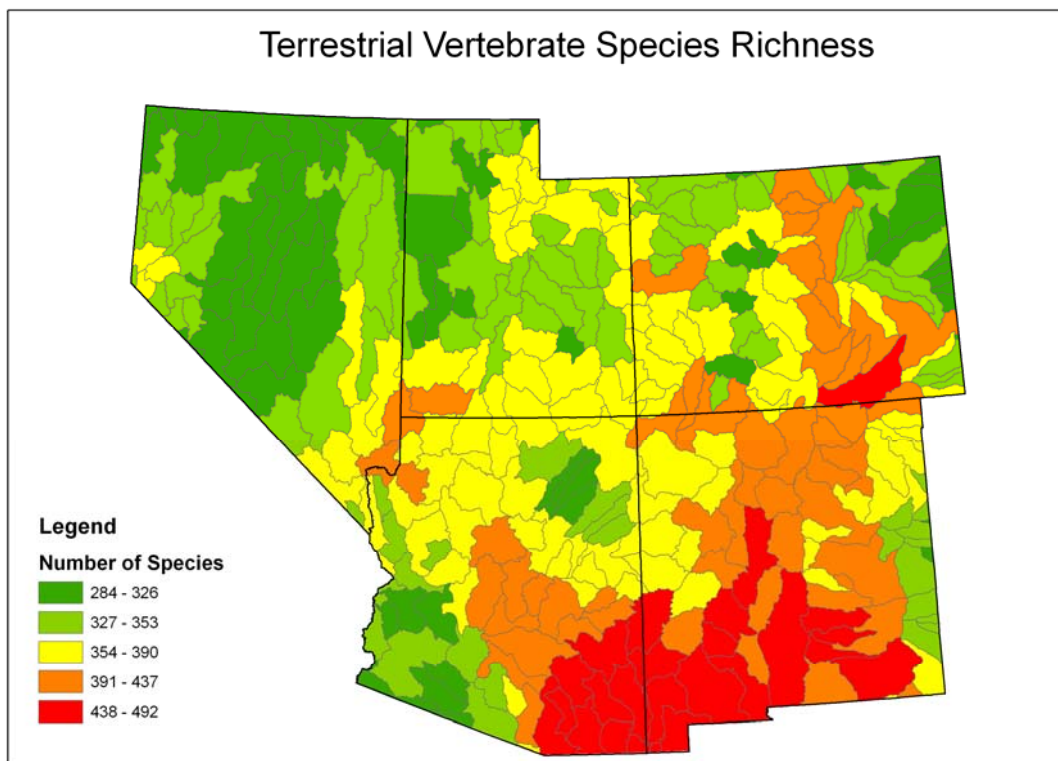 Terrestrial Vertebrate Species Richness
Legend
Number of Species
284 - 326
327 - 353
354 - 390
391 - 437
438 - 492